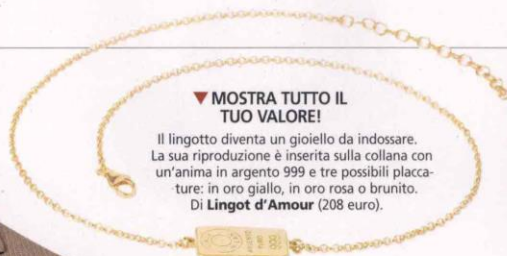 ▼ MOSTRA TUTTO IL
TUO VALORE!
Il lingotto diventa un gioiello da indossare.
La sua riproduzione è inserita sulla collana con
un'anima in argento 999 e tre possibili placca-
ture: in oro giallo, in oro rosa o brunito.
Di Lingot d'Amour (208 euro).